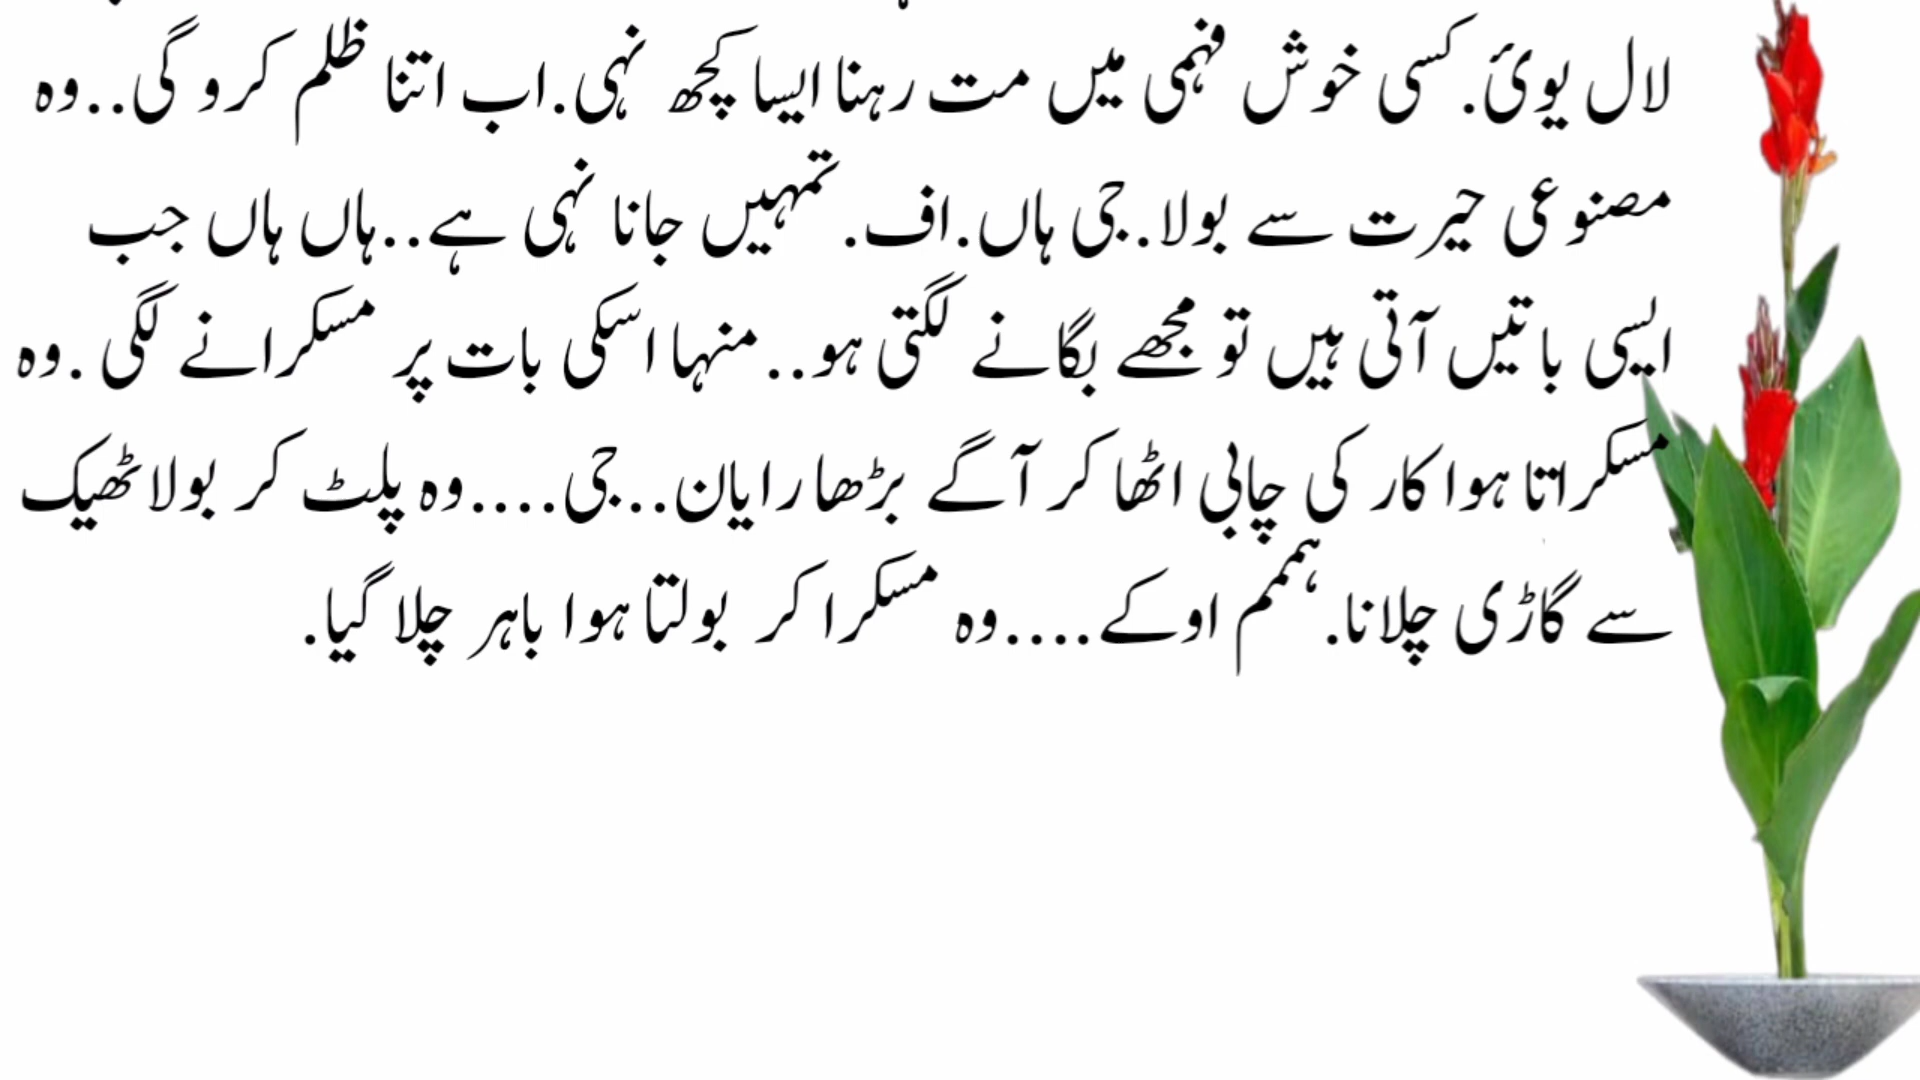 لال یوئ. کسی خوش فہمی میں مت رہنا ایسا کچھ نہی.اب اتنا ظلم کرو گی..وہ
مصنوعی حیرت سے بولا.جی ہاں.اف. تمہیں جانا نہی ہے..ہاں ہاں جب
ایسی باتیں آتی ہیں تو مجھے بگانے لگتی ہو..منہا اسکی بات پر مسکرانے لگی .وہ
مسکراتا ہوا کار کی چابی اٹھا کر آگے بڑھا رایان..جی....وہ پلٹ کر بولا ٹھیک
سے گاڑی چلانا. ہممم اوکے....وہ مسکرا کر بولتا ہوا باہر چلا گیا.